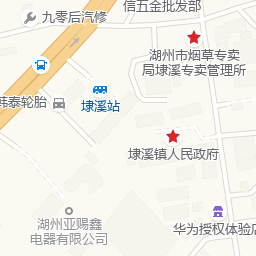 信五金批发部
九零后汽修
湖州市烟草专卖
局埭溪专卖管理所
埭溪站
韩泰轮胎
埭溪镇人民政府
湖州亚赐鑫
电器有限公司
华为授权体验店